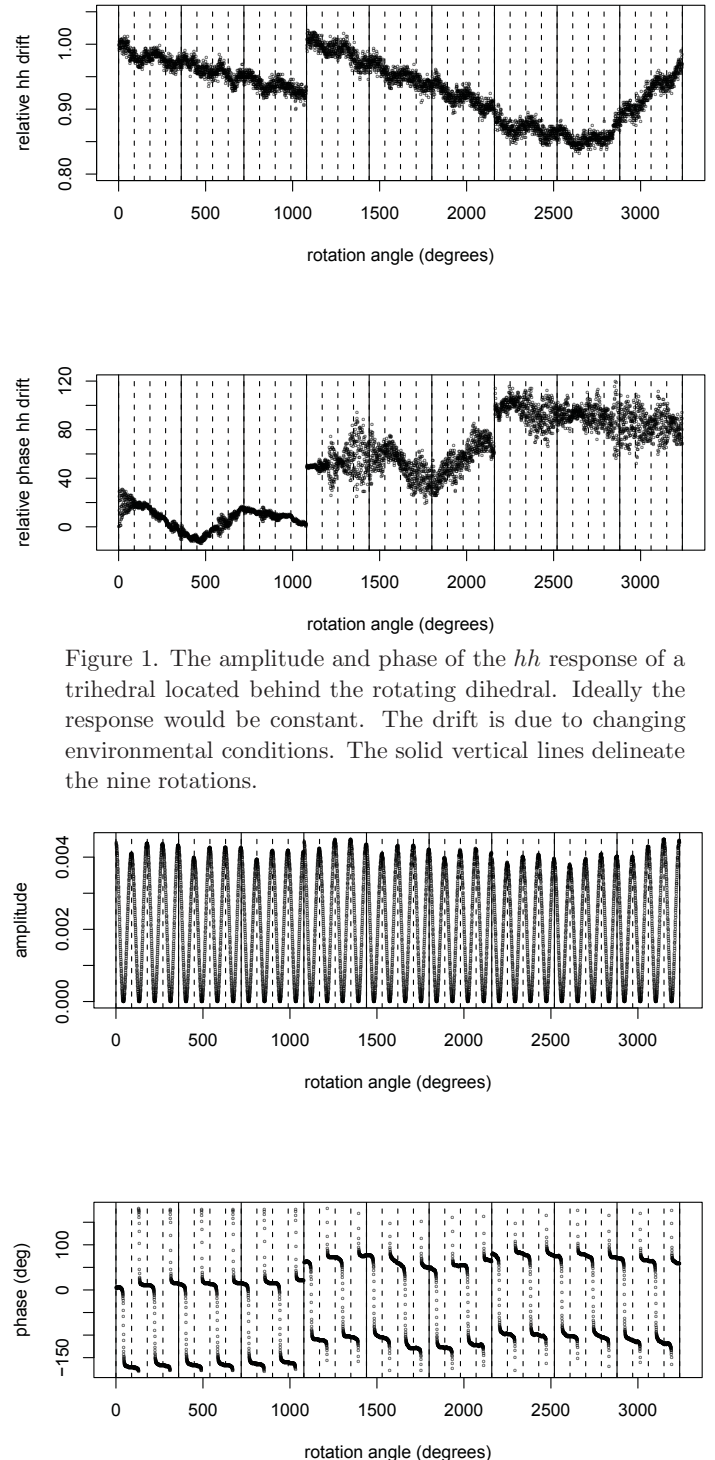 relative hh drift
0.80 0.90 1.00
0 500 1000 1500 2000 2500 3000
rotation angle (degrees)
relative phase hh drift
0 40 80 120
0 500 1000 1500 2000 2500 3000
rotation angle (degrees)
Figure 1. The amplitude and phase of the hh response of a
trihedral located behind the rotating dihedral. Ideally the
response would be constant. The drift is due to changing
environmental conditions. The solid vertical lines delineate
the nine rotations.
amplitude
0.000 0.002 0.004
0 500 1000 1500 2000 2500 3000
rotation angle (degrees)
phase (deg)
−150 0 100
0 500 1000 1500 2000 2500 3000
rotation angle (degrees)